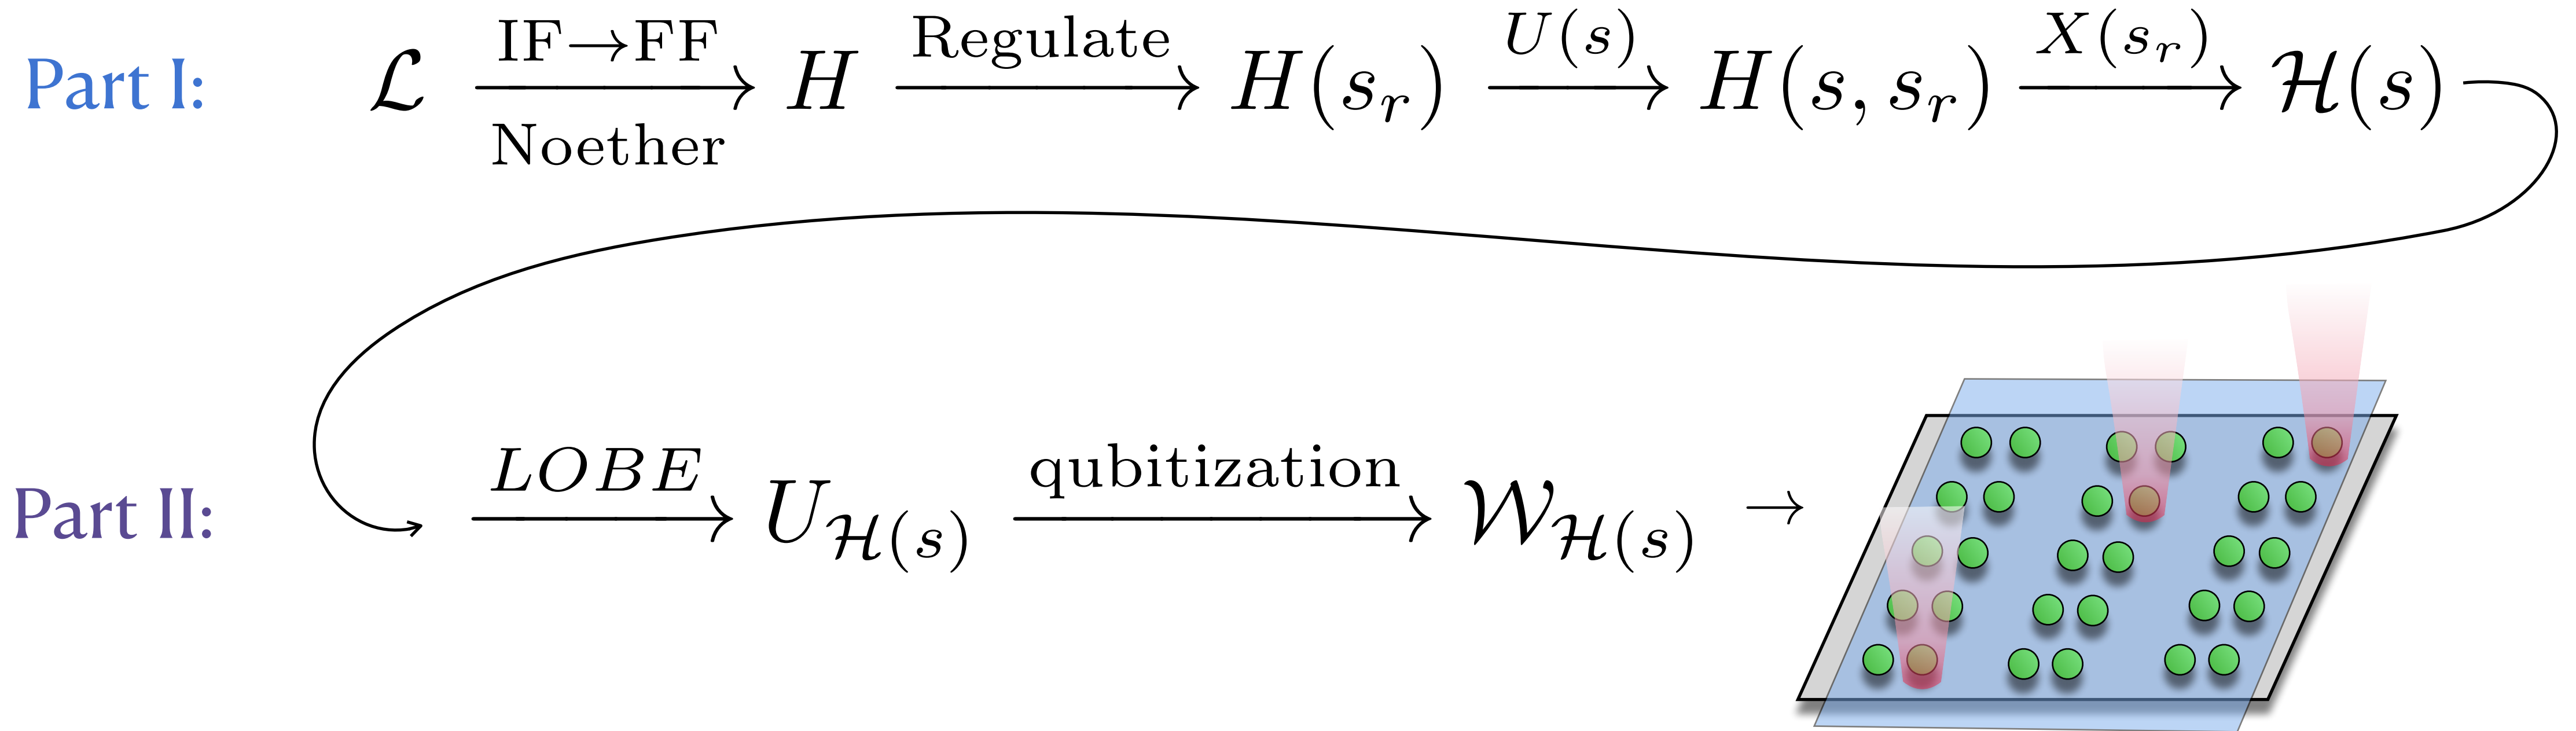 Part I: ℒ IF→FF Noether H Regulate H(s_r) U(s) H(s, s_r) X(s_r) ℋ(s)
Part II: LOBE U_ℋ(s) qubitization 𝒲_ℋ(s) →